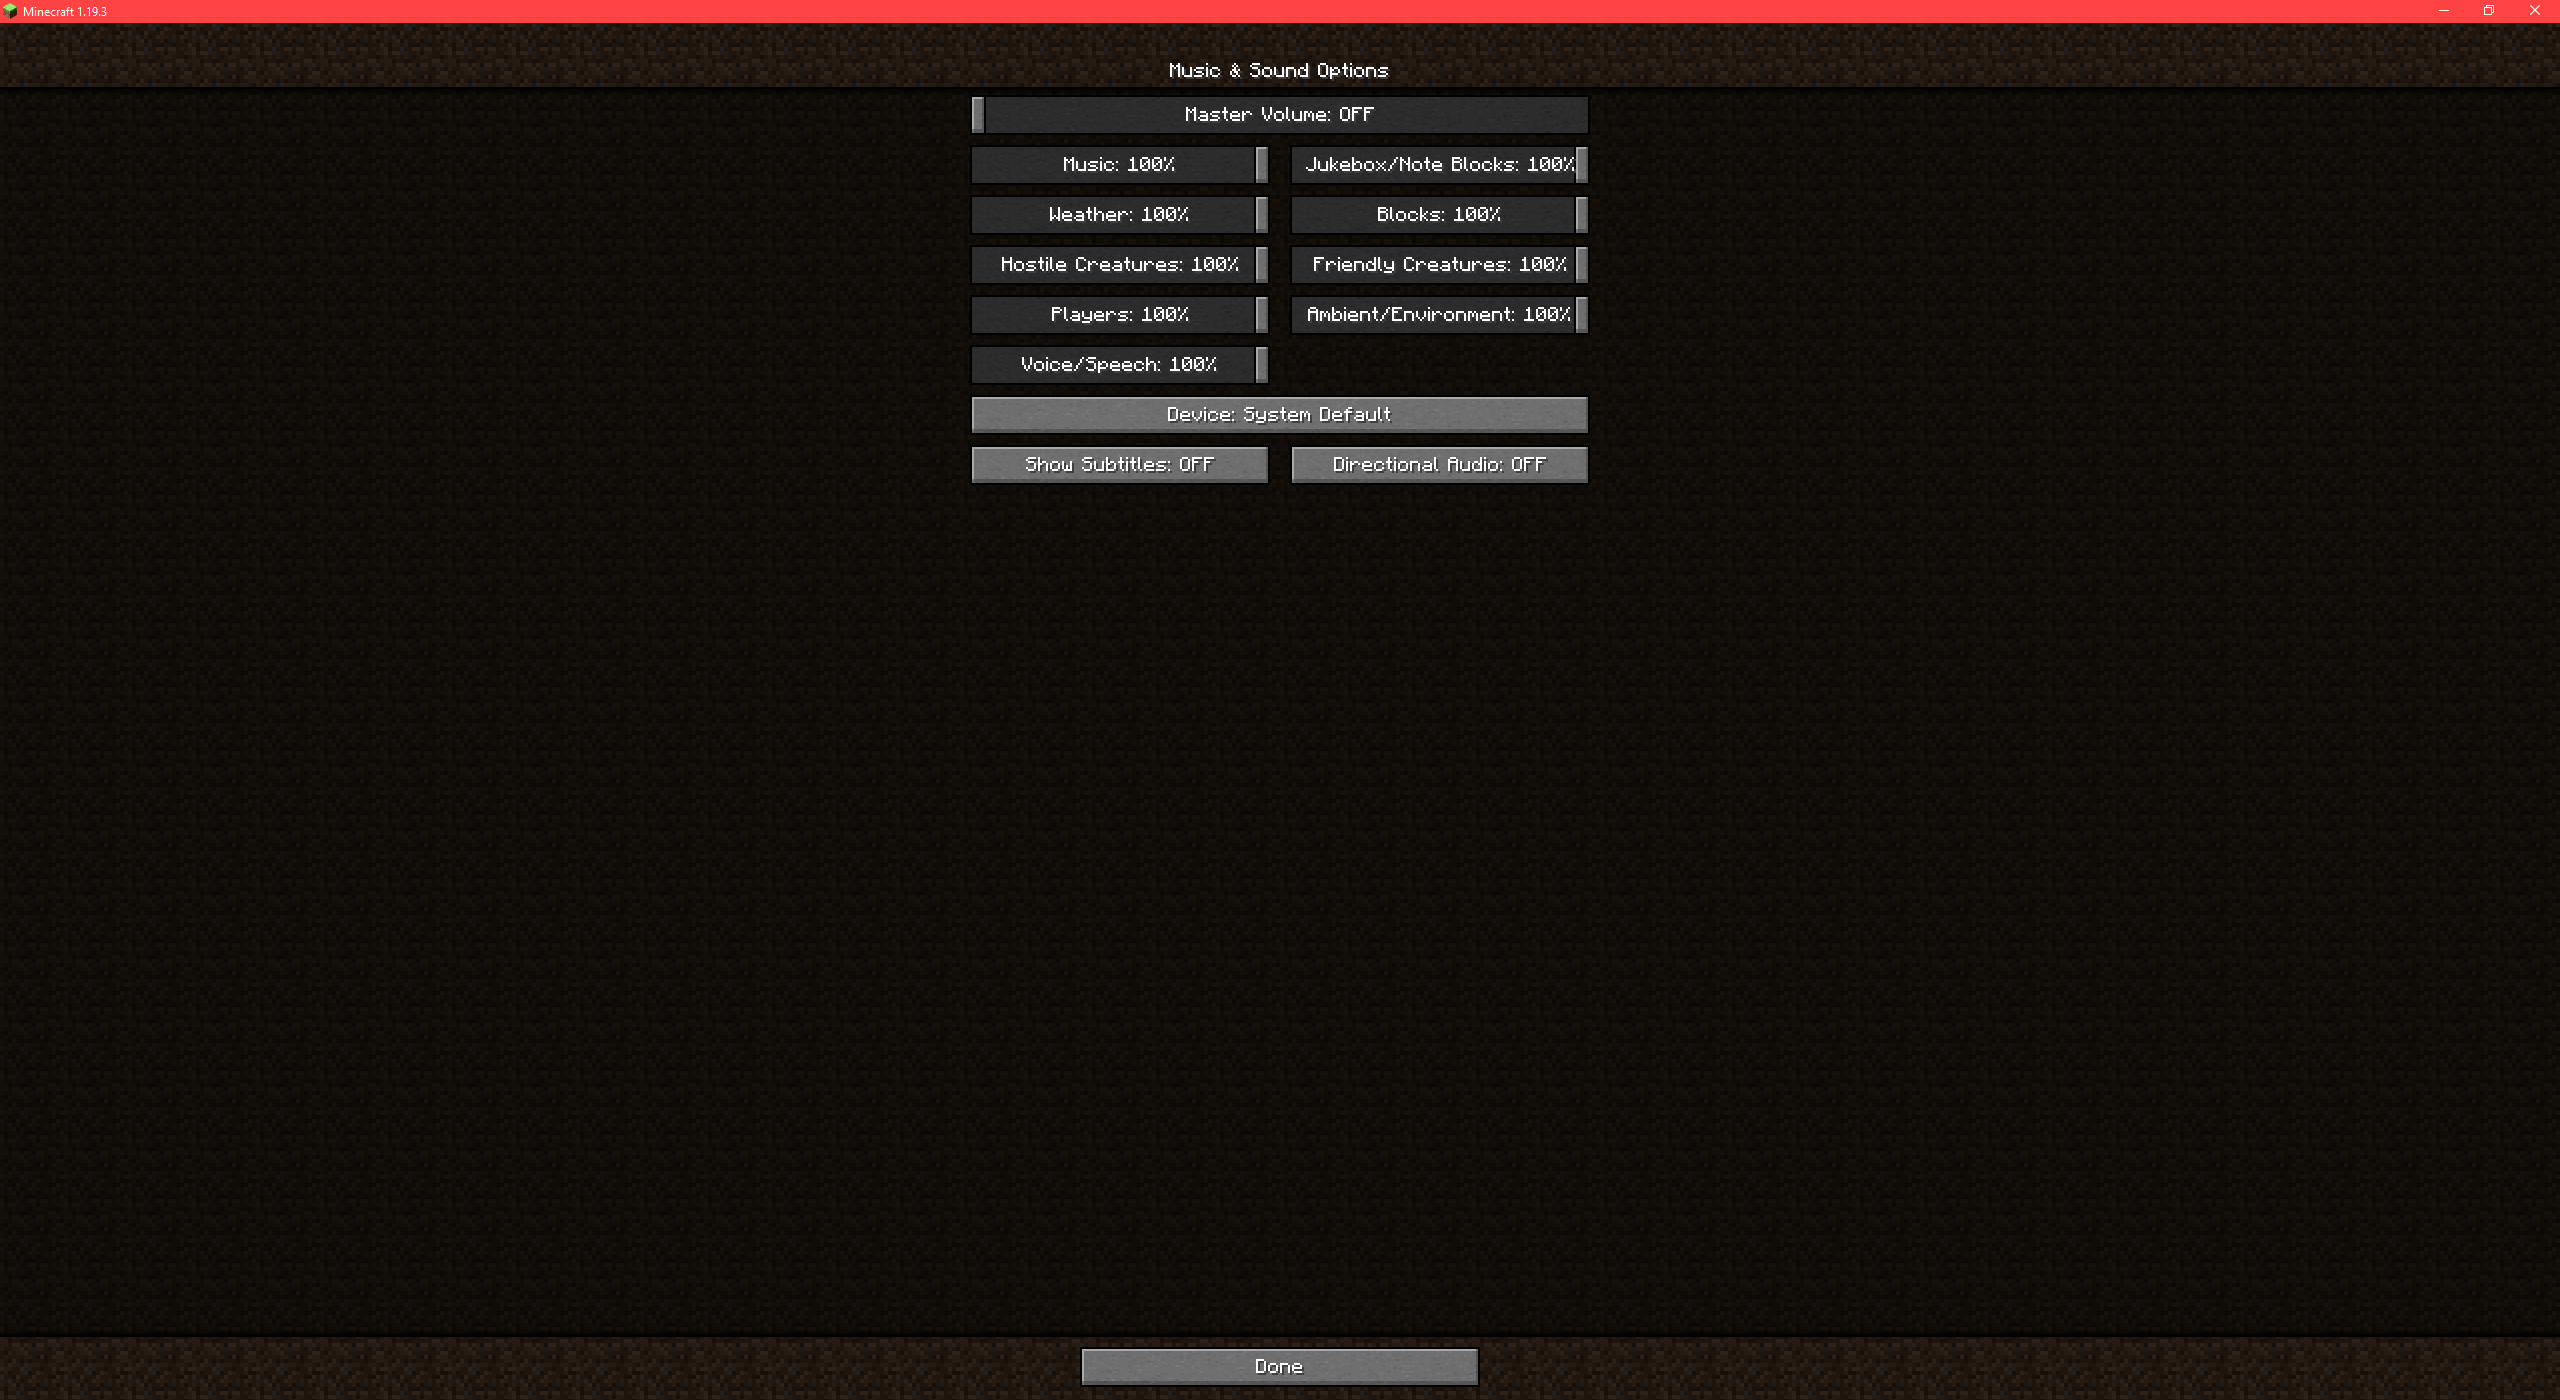 Minecraft 1.19.3
Music & Sound Options
Master Volume: OFF
Music: 100%
Jukebox/Note Blocks: 100%
Weather: 100%
Blocks: 100%
Hostile Creatures: 100%
Friendly Creatures: 100%
Players: 100%
Ambient/Environment: 100%
Voice/Speech: 100%
Device: System Default
Show Subtitles: OFF
Directional Audio: OFF
Done